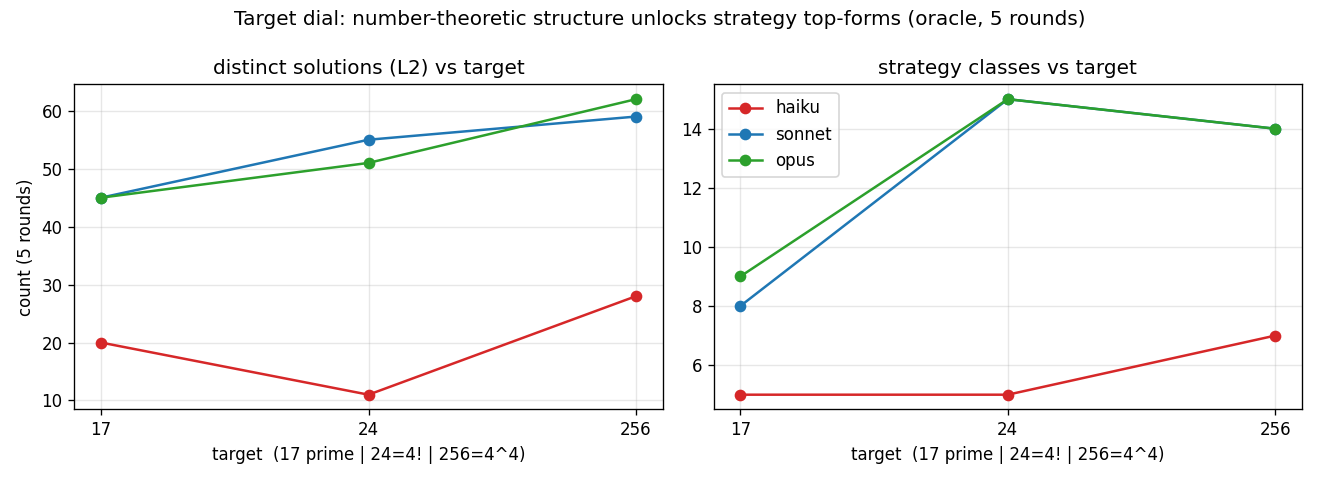 Target dial: number-theoretic structure unlocks strategy top-forms (oracle, 5 rounds)
distinct solutions (L2) vs target
count (5 rounds)
60
50
40
30
20
10
17
24
256
target (17 prime | 24=4! | 256=4^4)
strategy classes vs target
haiku
sonnet
opus
14
12
10
8
6
17
24
256
target (17 prime | 24=4! | 256=4^4)